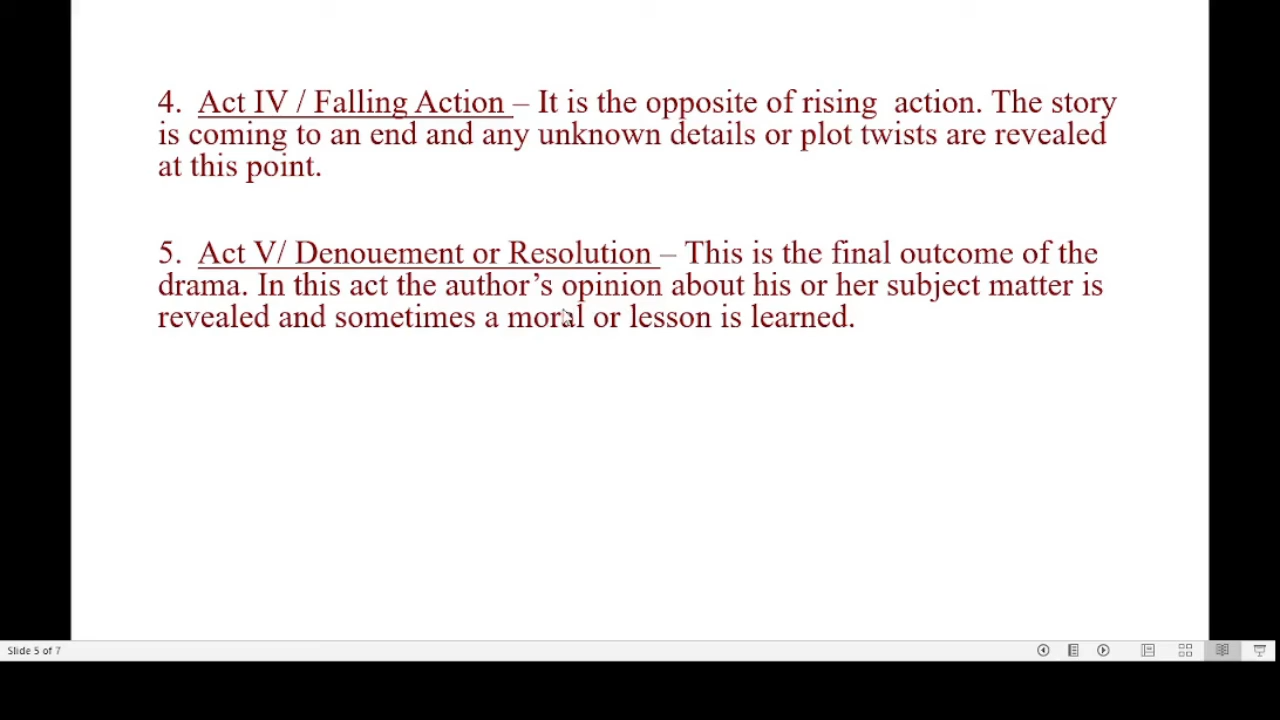 4. Act IV / Falling Action – It is the opposite of rising action. The story
is coming to an end and any unknown details or plot twists are revealed
at this point.
5. Act V/ Denouement or Resolution – This is the final outcome of the
drama. In this act the author’s opinion about his or her subject matter is
revealed and sometimes a moral or lesson is learned.
Slide 5 of 7